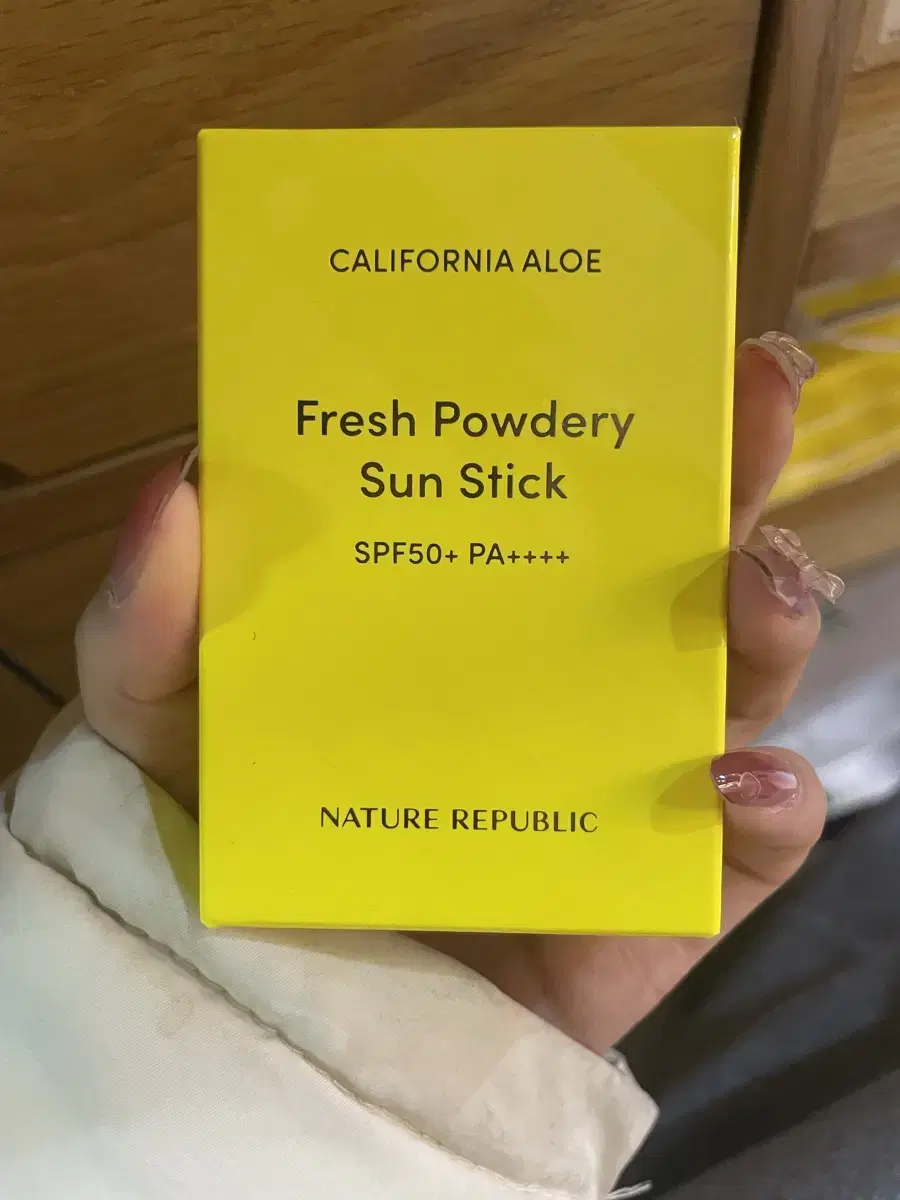 CALIFORNIA ALOE
Fresh Powdery
Sun Stick
SPF50+ PA++++
NATURE REPUBLIC